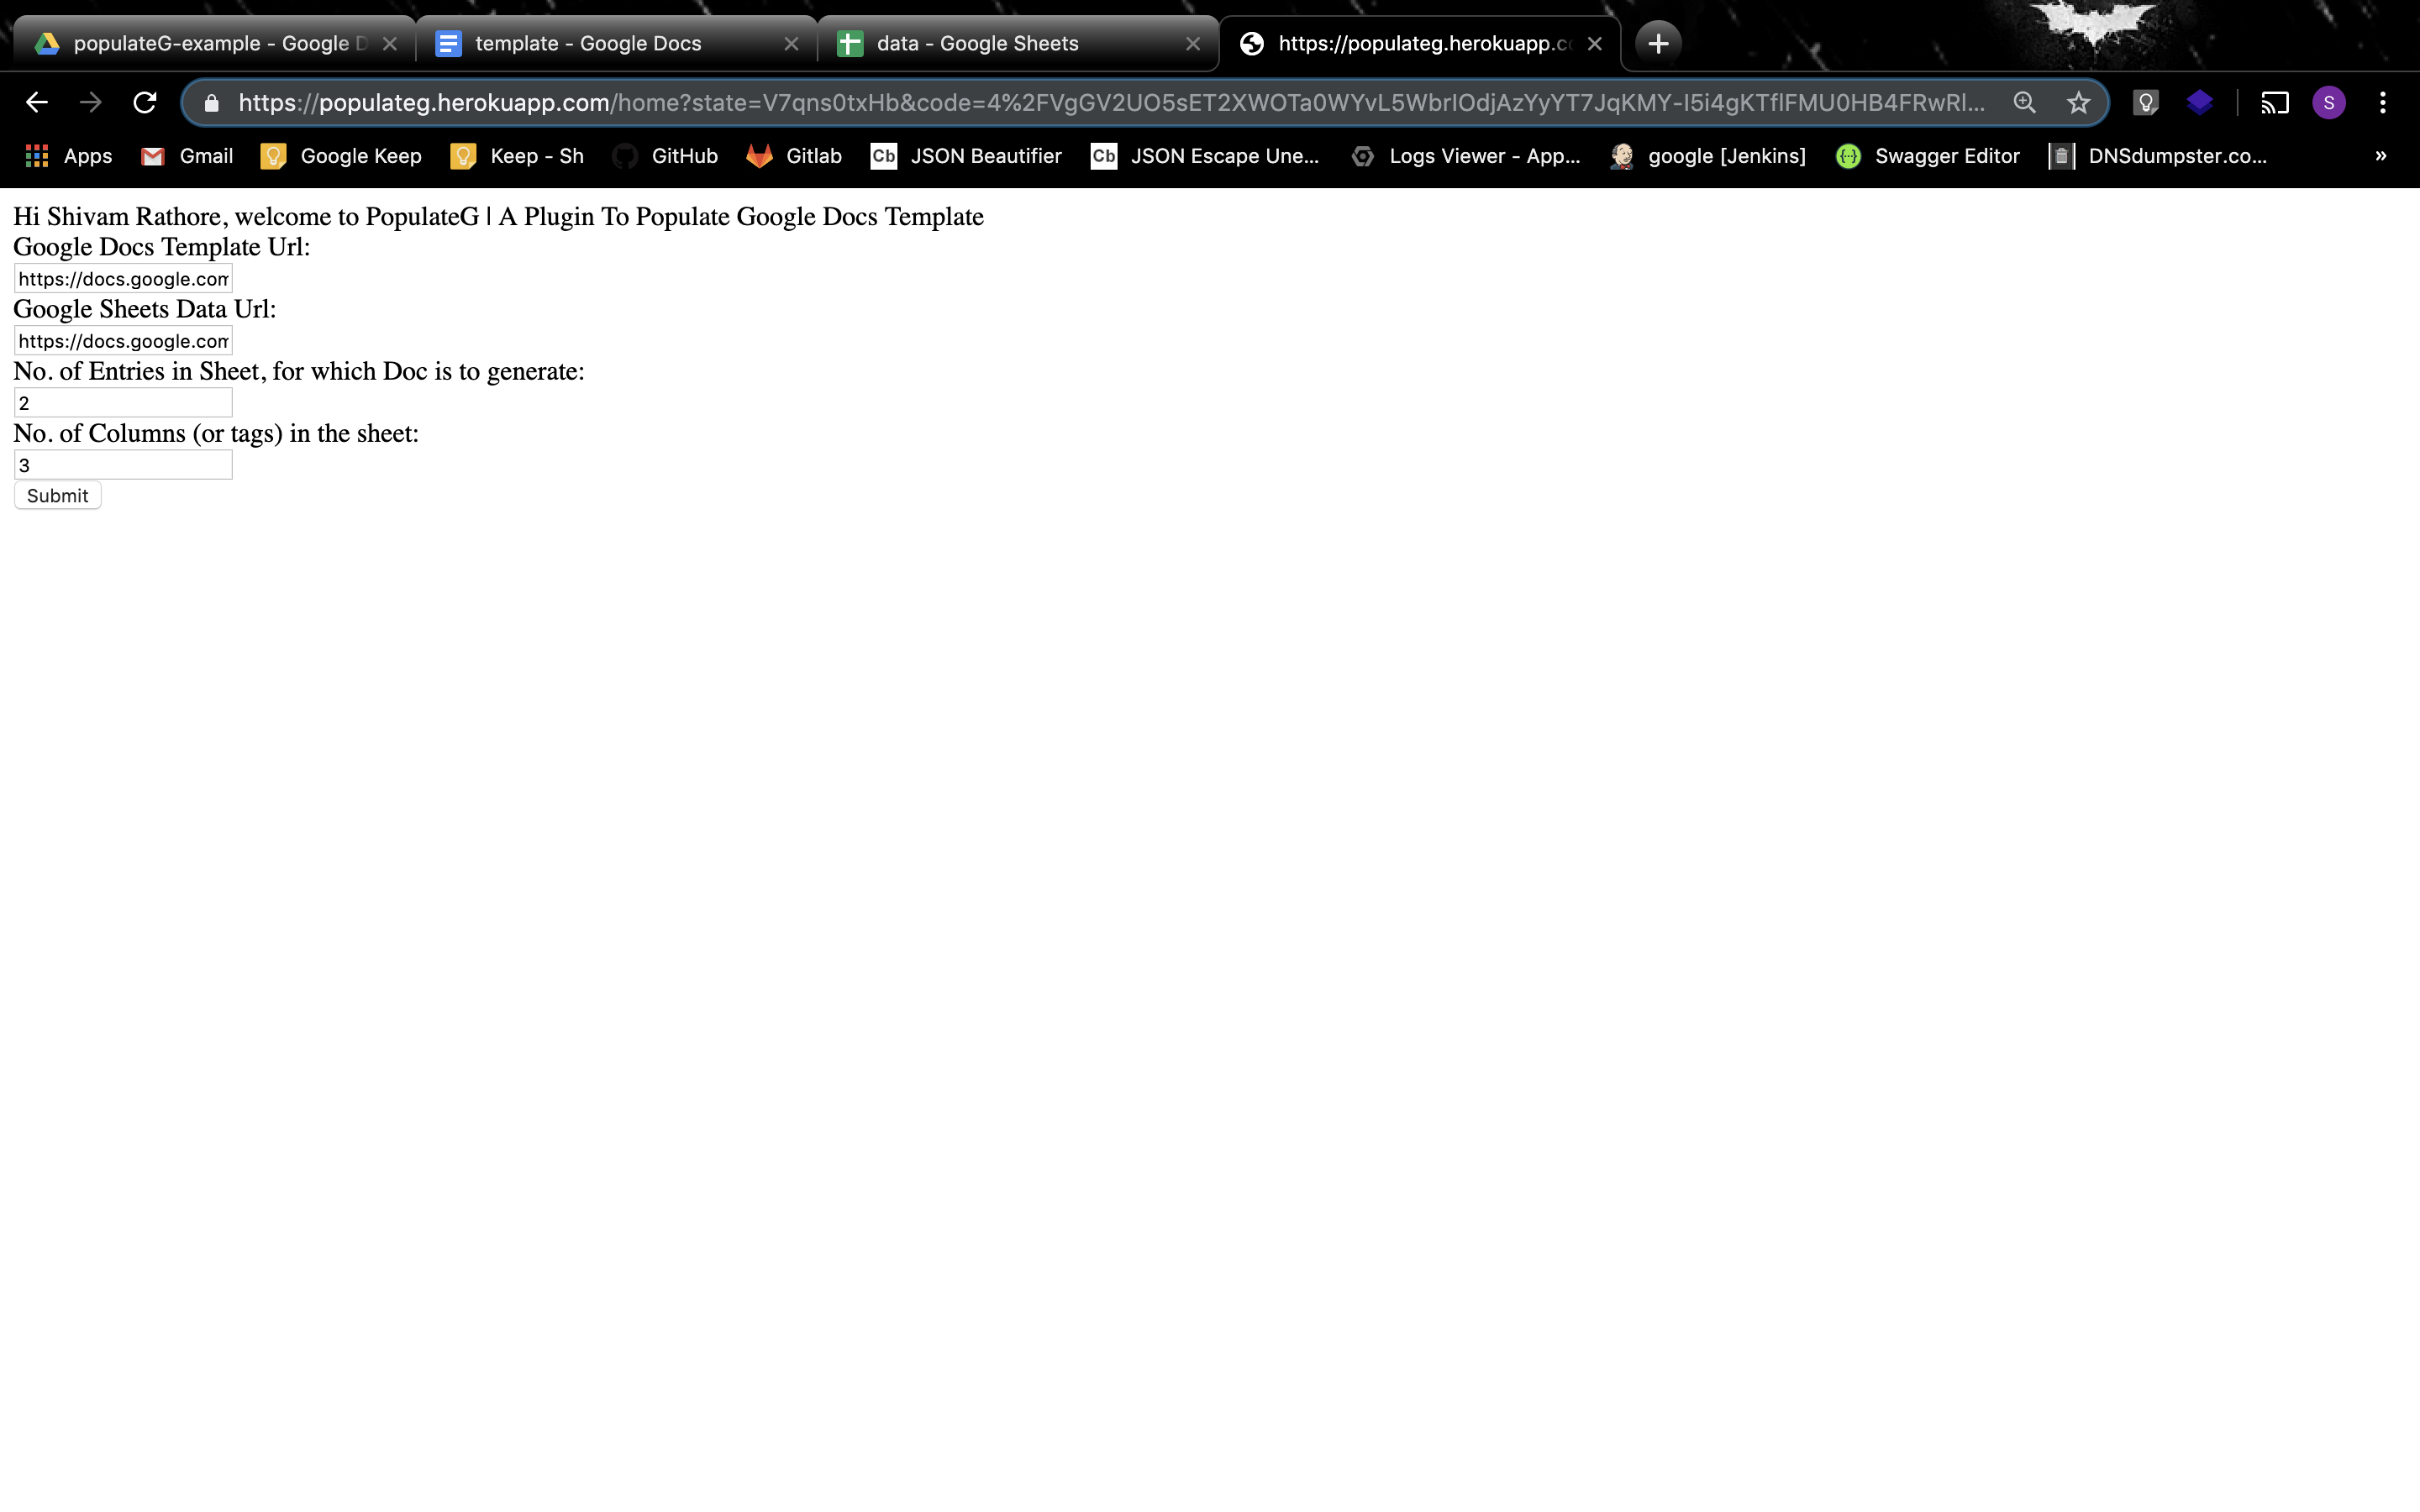 populateG-example - Google D
template - Google Docs
data - Google Sheets
https://populateg.herokuapp.co
https://populateg.herokuapp.com/home?state=V7qns0txHb&code=4%2FVgGV2UO5sET2XWOTa0WYvL5WbrIOdjAzYyYT7JqKMY-I5i4gKTflFMU0HB4FRwRl...
S
Apps
Gmail
Google Keep
Keep - Sh
GitHub
Gitlab
Cb JSON Beautifier
Cb JSON Escape Une...
Logs Viewer - App...
google [Jenkins]
Swagger Editor
DNSdumpster.co...
»
Hi Shivam Rathore, welcome to PopulateG | A Plugin To Populate Google Docs Template
Google Docs Template Url:
https://docs.google.com
Google Sheets Data Url:
https://docs.google.com
No. of Entries in Sheet, for which Doc is to generate:
2
No. of Columns (or tags) in the sheet:
3
Submit